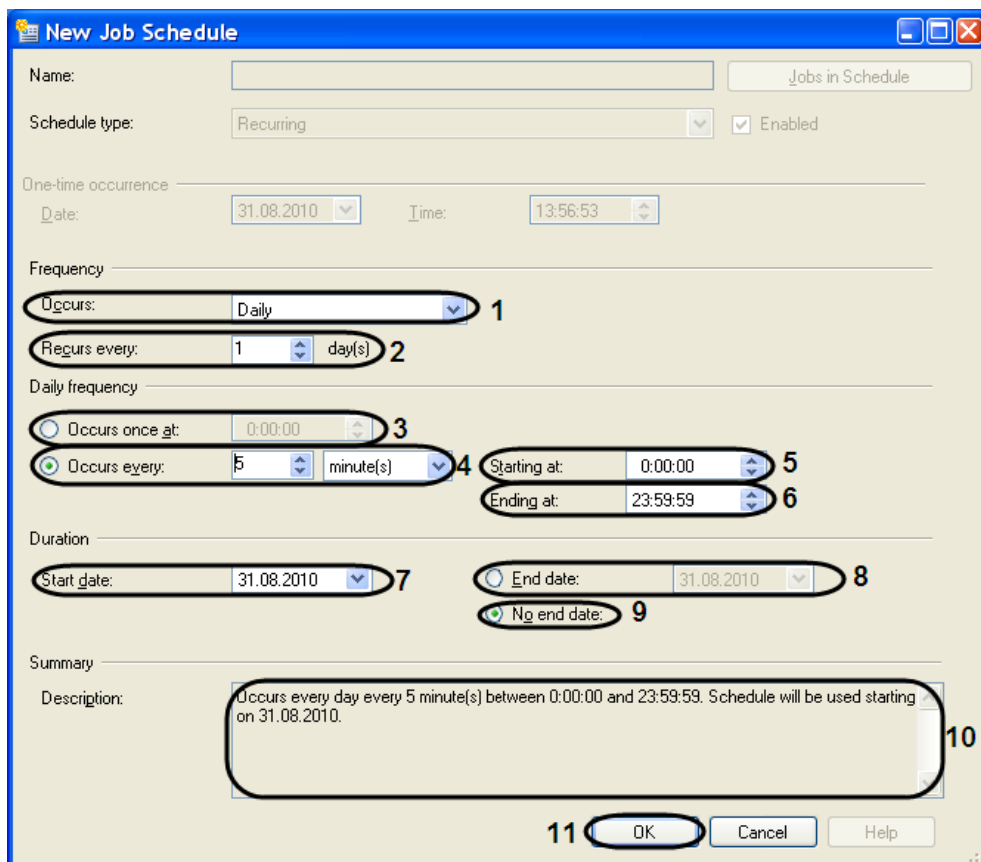 New Job Schedule
Name: Jobs in Schedule
Schedule type: Recurring Enabled
One-time occurrence
Date: 31.08.2010 Time: 13:56:53
Frequency
Occurs: Daily 1
Recurs every: 1 day(s) 2
Daily frequency
Occurs once at: 0:00:00 3
Occurs every: 5 minute(s) 4 Starting at: 0:00:00 5
Ending at: 23:59:59 6
Duration
Start date: 31.08.2010 7 End date: 31.08.2010 8
No end date: 9
Summary
Description: Occurs every day every 5 minute(s) between 0:00:00 and 23:59:59. Schedule will be used starting
on 31.08.2010.
10
11 OK Cancel Help